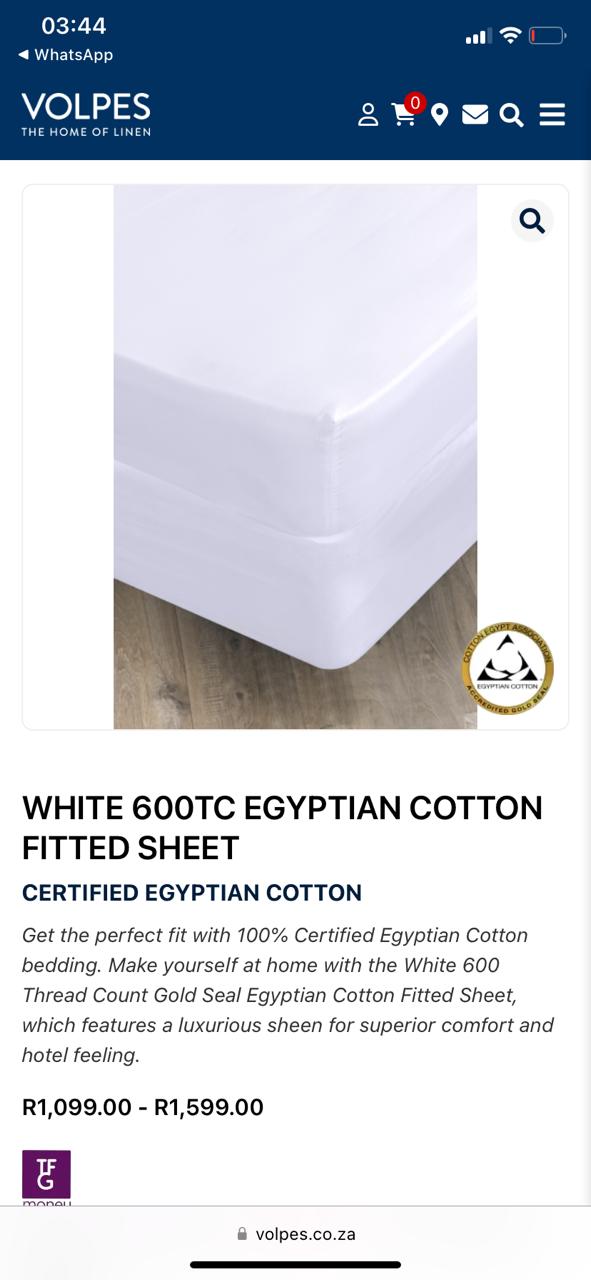 03:44
◀ WhatsApp
VOLPES
THE HOME OF LINEN
0
COTTON EGYPT ASSOCIATION
EGYPTIAN COTTON
ACCREDITED GOLD SEAL
WHITE 600TC EGYPTIAN COTTON
FITTED SHEET
CERTIFIED EGYPTIAN COTTON
Get the perfect fit with 100% Certified Egyptian Cotton
bedding. Make yourself at home with the White 600
Thread Count Gold Seal Egyptian Cotton Fitted Sheet,
which features a luxurious sheen for superior comfort and
hotel feeling.
R1,099.00 - R1,599.00
TFG
money
volpes.co.za